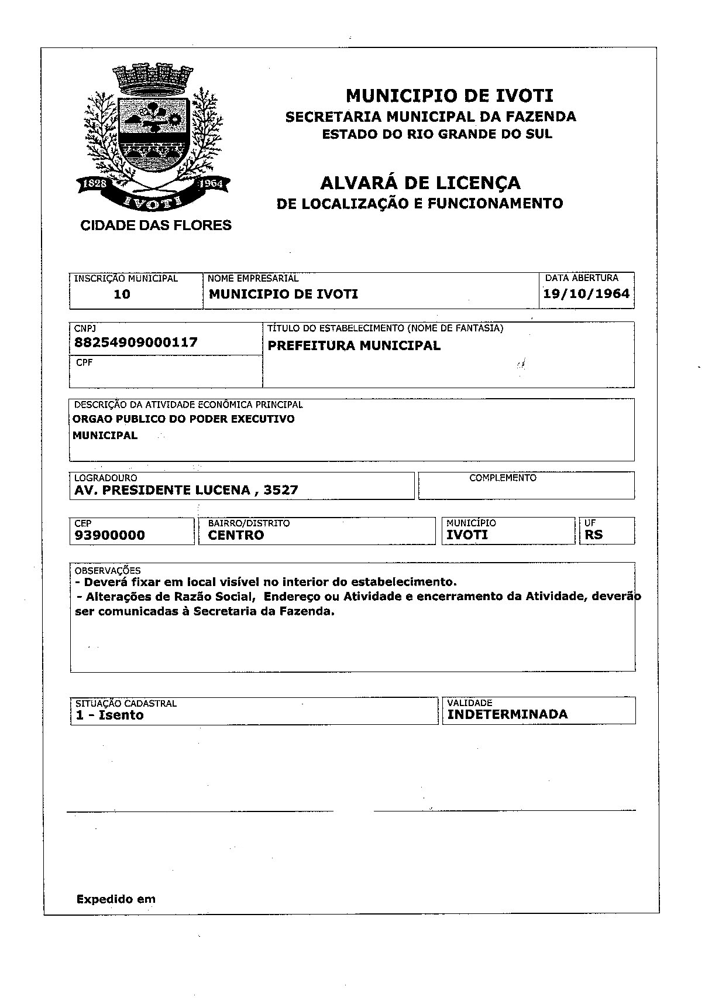 MUNICIPIO DE IVOTI
SECRETARIA MUNICIPAL DA FAZENDA
ESTADO DO RIO GRANDE DO SUL
ALVARÁ DE LICENÇA
DE LOCALIZAÇÃO E FUNCIONAMENTO
1828 1964
IVOTI
CIDADE DAS FLORES
INSCRIÇÃO MUNICIPAL NOME EMPRESARIAL DATA ABERTURA
10 MUNICIPIO DE IVOTI 19/10/1964
CNPJ TÍTULO DO ESTABELECIMENTO (NOME DE FANTASIA)
88254909000117 PREFEITURA MUNICIPAL
CPF
DESCRIÇÃO DA ATIVIDADE ECONÔMICA PRINCIPAL
ORGAO PUBLICO DO PODER EXECUTIVO
MUNICIPAL
LOGRADOURO COMPLEMENTO
AV. PRESIDENTE LUCENA , 3527
CEP BAIRRO/DISTRITO MUNICÍPIO UF
93900000 CENTRO IVOTI RS
OBSERVAÇÕES
- Deverá fixar em local visível no interior do estabelecimento.
- Alterações de Razão Social, Endereço ou Atividade e encerramento da Atividade, deverão
ser comunicadas à Secretaria da Fazenda.
SITUAÇÃO CADASTRAL VALIDADE
1 - Isento INDETERMINADA
Expedido em